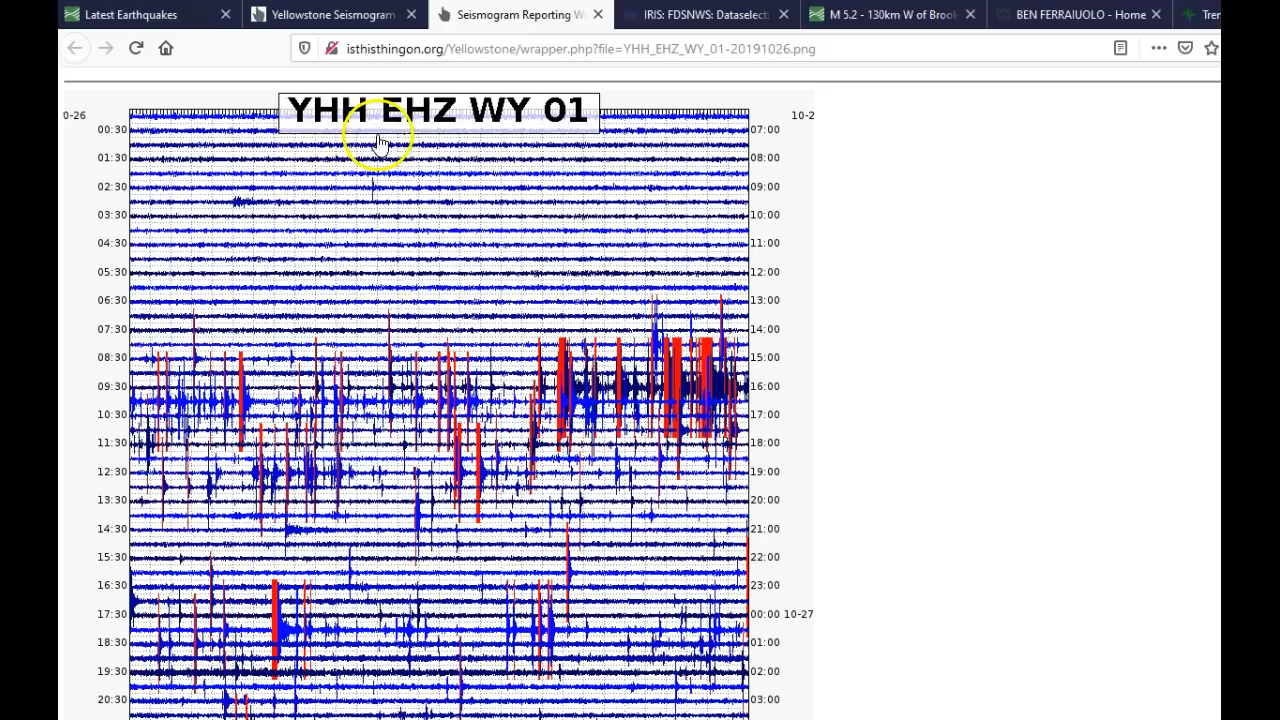 Latest Earthquakes
Yellowstone Seismogram
Seismogram Reporting W
IRIS: FDSNWS: Dataselect
M 5.2 - 130km W of Brook
BEN FERRAIUOLO - Home
Tre
isthisthingon.org/Yellowstone/wrapper.php?file=YHH_EHZ_WY_01-20191026.png
YHH EHZ WY 01
0-26 10-2
00:30 07:00
01:30 08:00
02:30 09:00
03:30 10:00
04:30 11:00
05:30 12:00
06:30 13:00
07:30 14:00
08:30 15:00
09:30 16:00
10:30 17:00
11:30 18:00
12:30 19:00
13:30 20:00
14:30 21:00
15:30 22:00
16:30 23:00
17:30 00:00 10-27
18:30 01:00
19:30 02:00
20:30 03:00